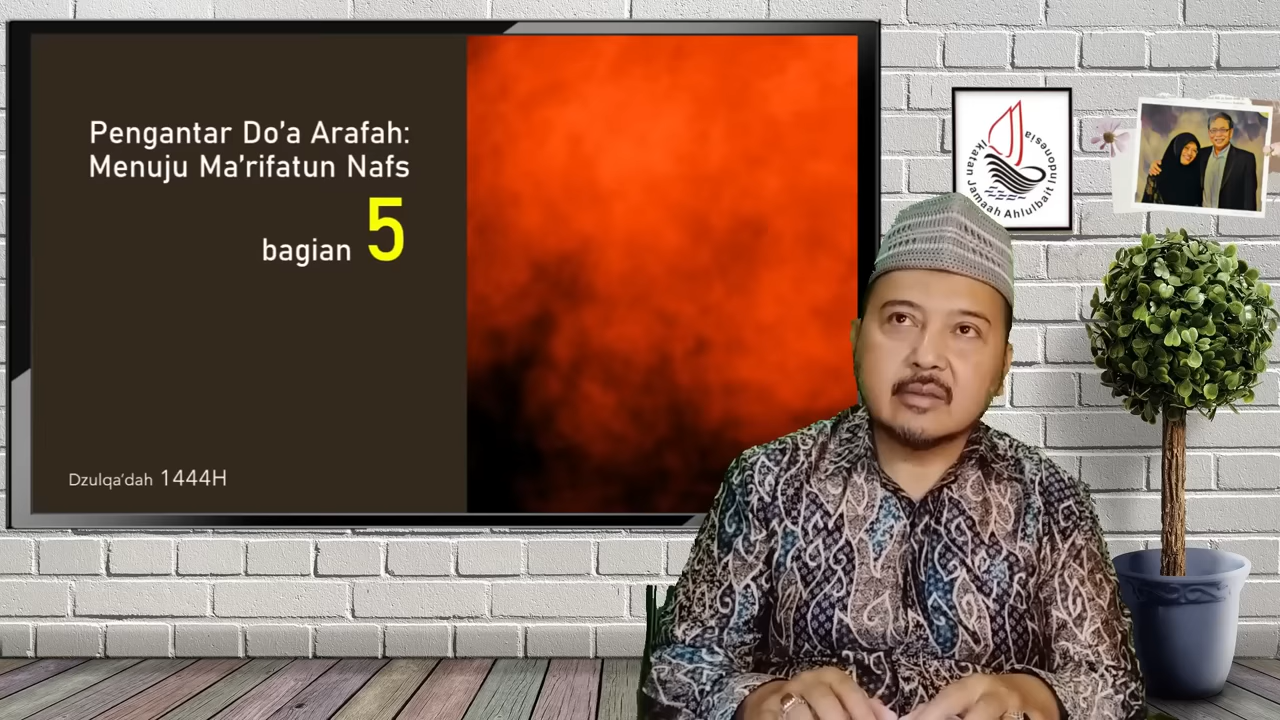 Pengantar Do'a Arafah:
Menuju Ma'rifatun Nafs
bagian 5
Dzulqa'dah 1444H
Ikatan Jamaah Ahlulbait Indonesia